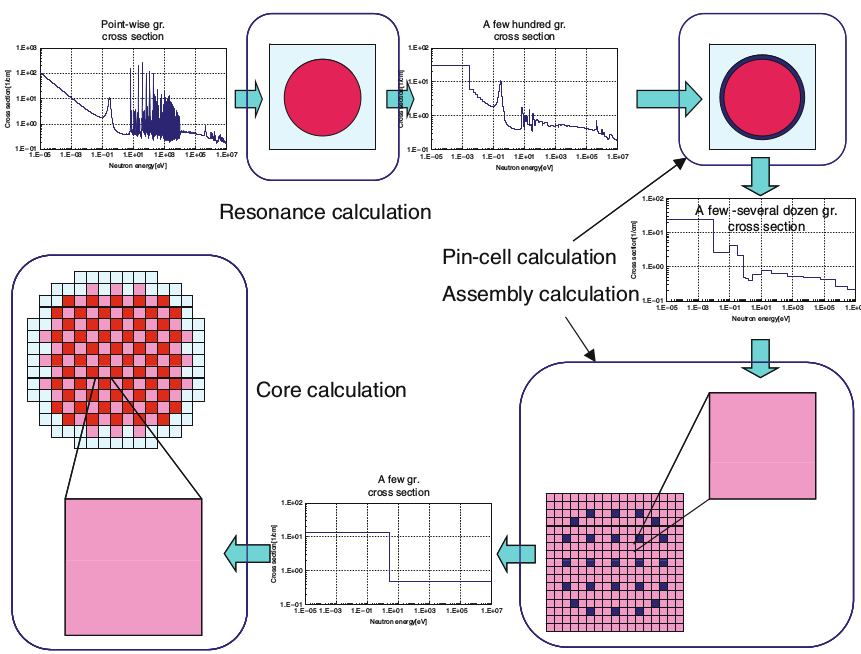 Point-wise gr.
cross section
1.E+03
1.E+02
1.E+01
1.E+00
1.E−01
Cross section[1/cm]
1.E−05 1.E−03 1.E−01 1.E+01 1.E+03 1.E+05 1.E+07
Neutron energy[eV]
A few hundred gr.
cross section
1.E+02
1.E+01
1.E+00
1.E−01
Cross section[1/cm]
1.E−05 1.E−03 1.E−01 1.E+01 1.E+03 1.E+05 1.E+07
Neutron energy[eV]
Resonance calculation
A few -several dozen gr.
cross section
1.E+02
1.E+01
1.E+00
1.E−01
Cross section[1/cm]
1.E−05 1.E−03 1.E−01 1.E+01 1.E+03 1.E+05 1.E+07
Neutron energy[eV]
Pin-cell calculation
Assembly calculation
Core calculation
A few gr.
cross section
1.E+02
1.E+01
1.E+00
1.E−01
Cross section[1/cm]
1.E−05 1.E−03 1.E−01 1.E+01 1.E+03 1.E+05 1.E+07
Neutron energy[eV]